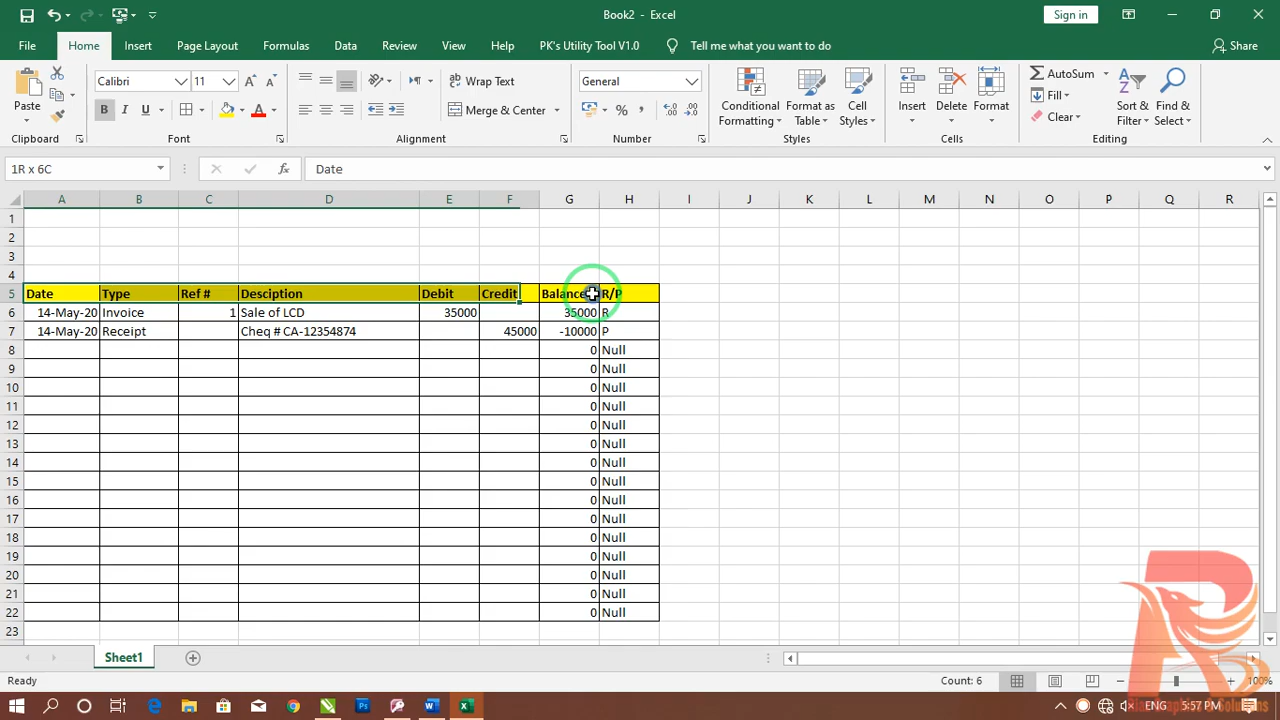 Book2 - Excel
Sign in
File Home Insert Page Layout Formulas Data Review View Help PK's Utility Tool V1.0 Tell me what you want to do Share
Paste
Calibri 11
B I U
Wrap Text
Merge & Center
General
Conditional Formatting
Format as Table
Cell Styles
Insert Delete Format
AutoSum
Fill
Clear
Sort & Filter
Find & Select
Clipboard Font Alignment Number Styles Cells Editing
1R x 6C fx Date
A B C D E F G H I J K L M N O P Q R
1
2
3
4
5 Date Type Ref # Desciption Debit Credit Balance R/P
6 14-May-20 Invoice 1 Sale of LCD 35000 35000 R
7 14-May-20 Receipt Cheq # CA-12354874 45000 -10000 P
8 0 Null
9 0 Null
10 0 Null
11 0 Null
12 0 Null
13 0 Null
14 0 Null
15 0 Null
16 0 Null
17 0 Null
18 0 Null
19 0 Null
20 0 Null
21 0 Null
22 0 Null
23
Sheet1
Ready Count: 6 100%
ENG 5:57 PM